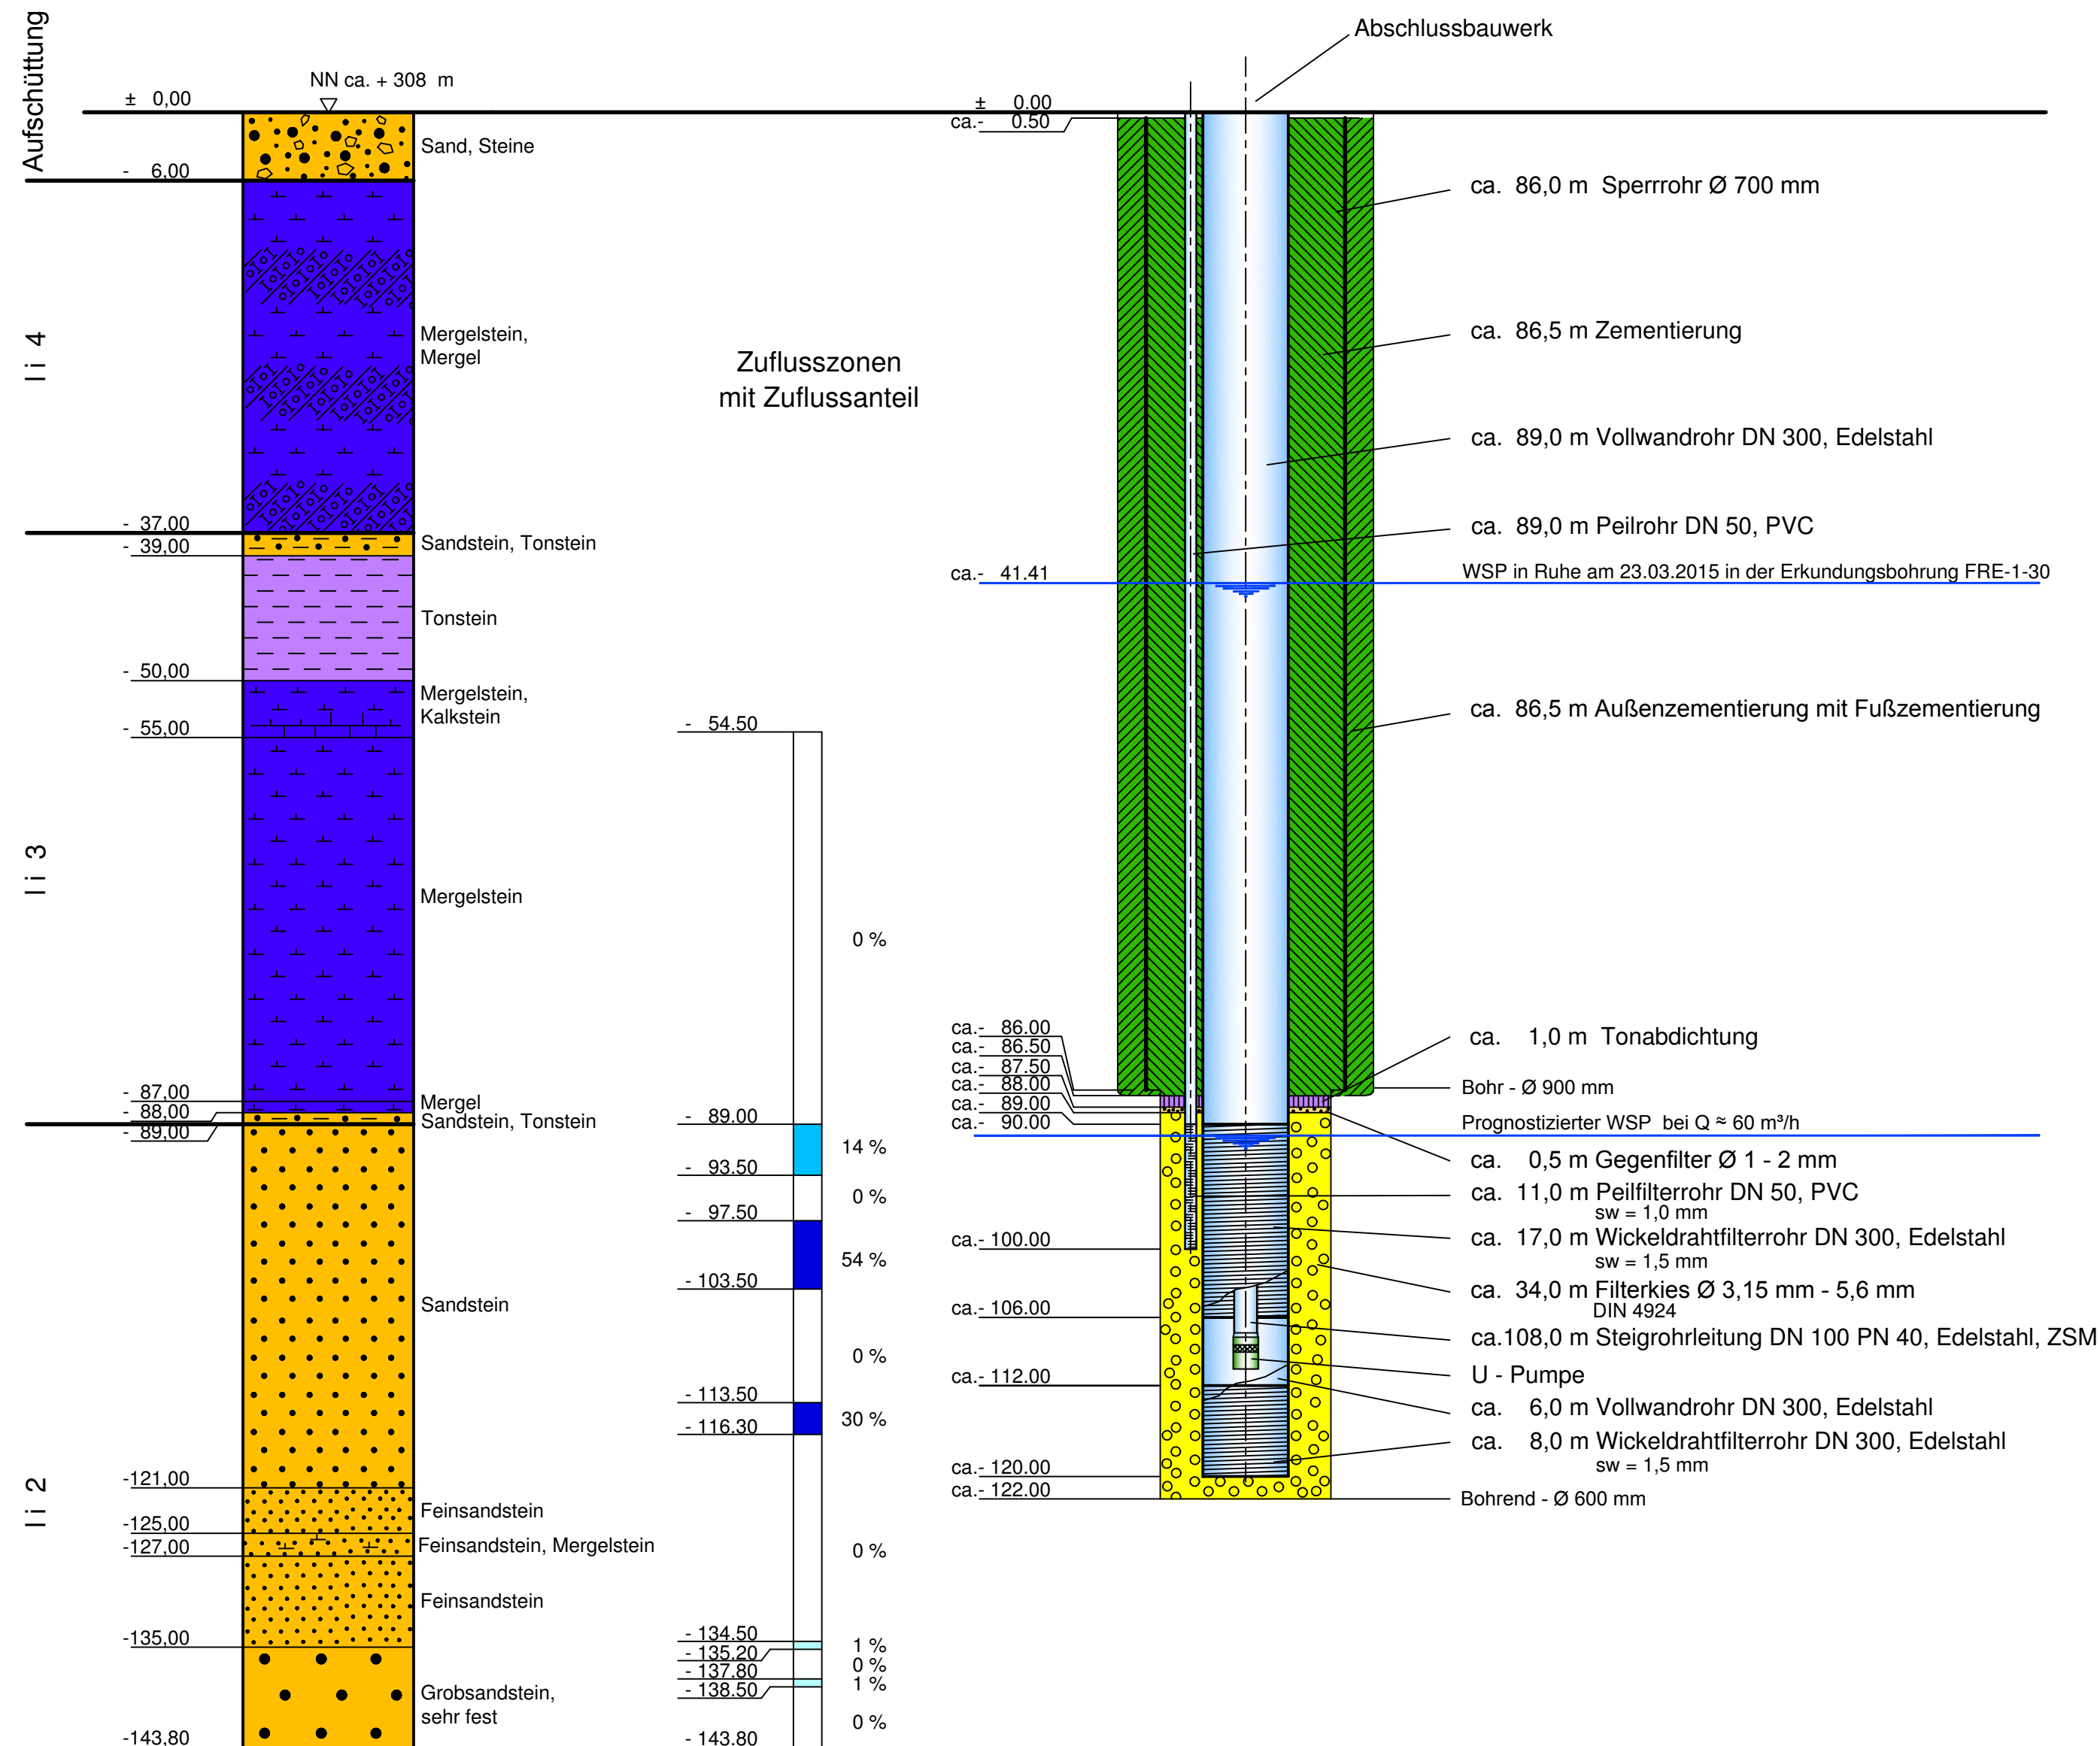 Aufschüttung
li 4
li 3
li 2
NN ca. + 308 m
± 0,00
- 6,00
- 37,00
- 39,00
- 50,00
- 55,00
- 87,00
- 88,00
- 89,00
-121,00
-125,00
-127,00
-135,00
-143,80
Sand, Steine
Mergelstein,
Mergel
Sandstein, Tonstein
Tonstein
Mergelstein,
Kalkstein
Mergelstein
Mergel
Sandstein, Tonstein
Sandstein
Feinsandstein
Feinsandstein, Mergelstein
Feinsandstein
Grobsandstein,
sehr fest
Zuflusszonen
mit Zuflussanteil
- 54.50
- 89.00
- 93.50
- 97.50
- 103.50
- 113.50
- 116.30
- 134.50
- 135.20
- 137.80
- 138.50
- 143.80
0 %
14 %
0 %
54 %
0 %
30 %
0 %
1 %
0 %
1 %
0 %
Abschlussbauwerk
± 0.00
ca.- 0.50
ca.- 41.41
ca.- 86.00
ca.- 86.50
ca.- 87.50
ca.- 88.00
ca.- 89.00
ca.- 90.00
ca.- 100.00
ca.- 106.00
ca.- 112.00
ca.- 120.00
ca.- 122.00
ca. 86,0 m Sperrrohr Ø 700 mm
ca. 86,5 m Zementierung
ca. 89,0 m Vollwandrohr DN 300, Edelstahl
ca. 89,0 m Peilrohr DN 50, PVC
WSP in Ruhe am 23.03.2015 in der Erkundungsbohrung FRE-1-30
ca. 86,5 m Außenzementierung mit Fußzementierung
ca. 1,0 m Tonabdichtung
Bohr - Ø 900 mm
Prognostizierter WSP bei Q ≈ 60 m³/h
ca. 0,5 m Gegenfilter Ø 1 - 2 mm
ca. 11,0 m Peilfilterrohr DN 50, PVC
sw = 1,0 mm
ca. 17,0 m Wickeldrahtfilterrohr DN 300, Edelstahl
sw = 1,5 mm
ca. 34,0 m Filterkies Ø 3,15 mm - 5,6 mm
DIN 4924
ca.108,0 m Steigrohrleitung DN 100 PN 40, Edelstahl, ZSM
U - Pumpe
ca. 6,0 m Vollwandrohr DN 300, Edelstahl
ca. 8,0 m Wickeldrahtfilterrohr DN 300, Edelstahl
sw = 1,5 mm
Bohrend - Ø 600 mm